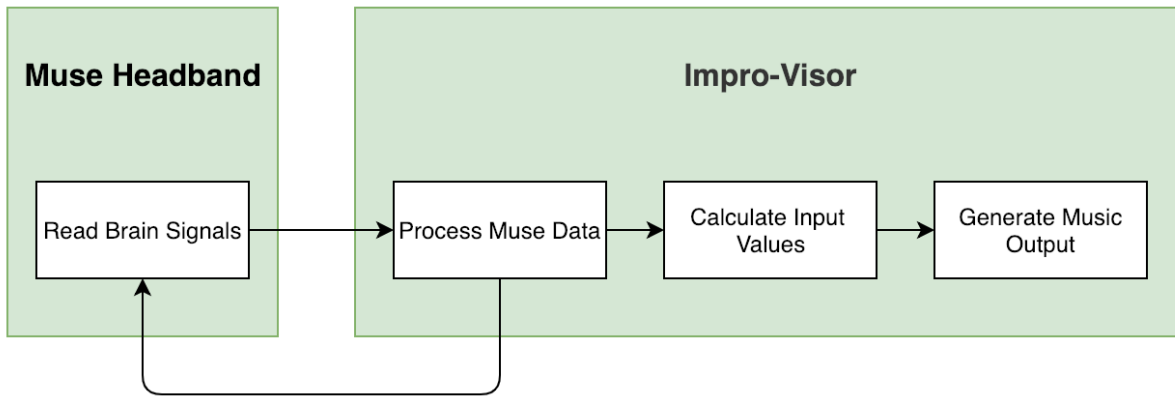 Muse Headband
Impro-Visor
Read Brain Signals
Process Muse Data
Calculate Input
Values
Generate Music
Output